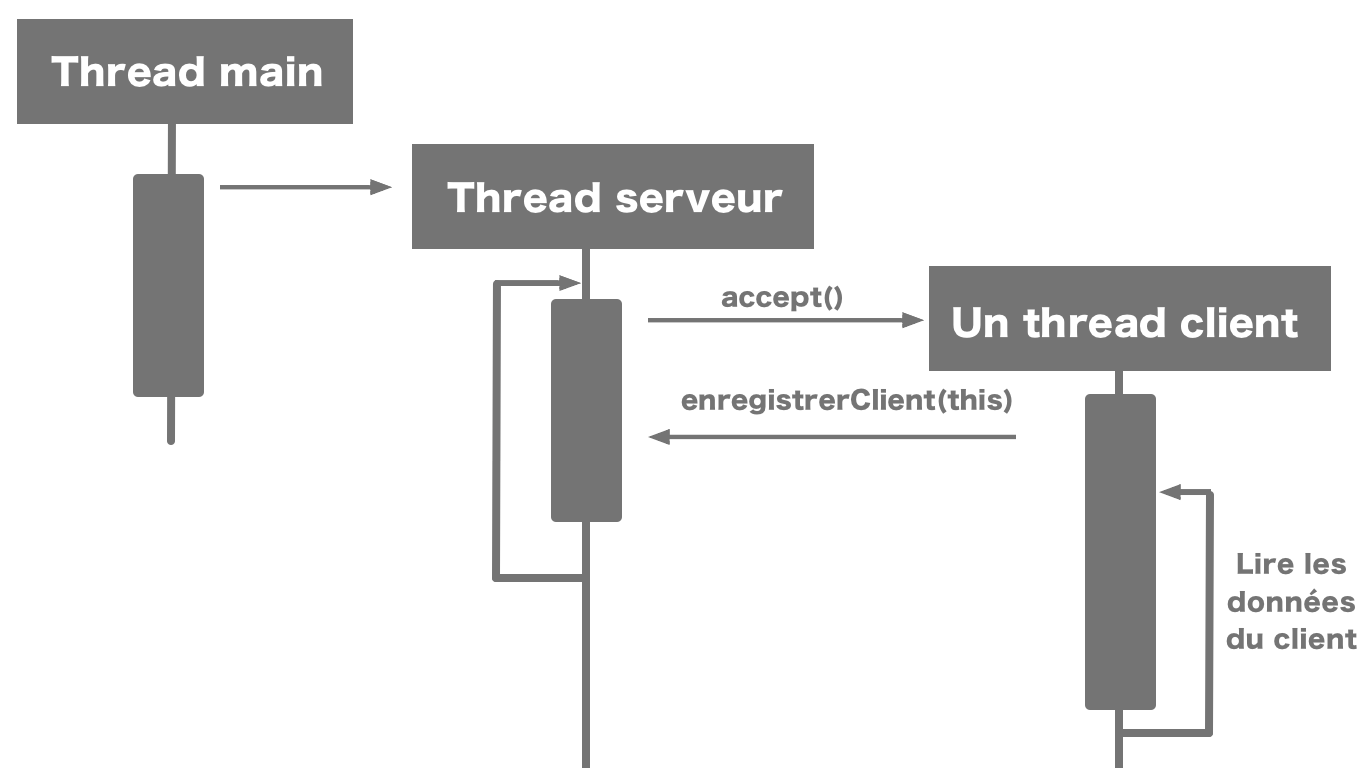 Thread main
Thread serveur
accept()
Un thread client
enregistrerClient(this)
Lire les
données
du client